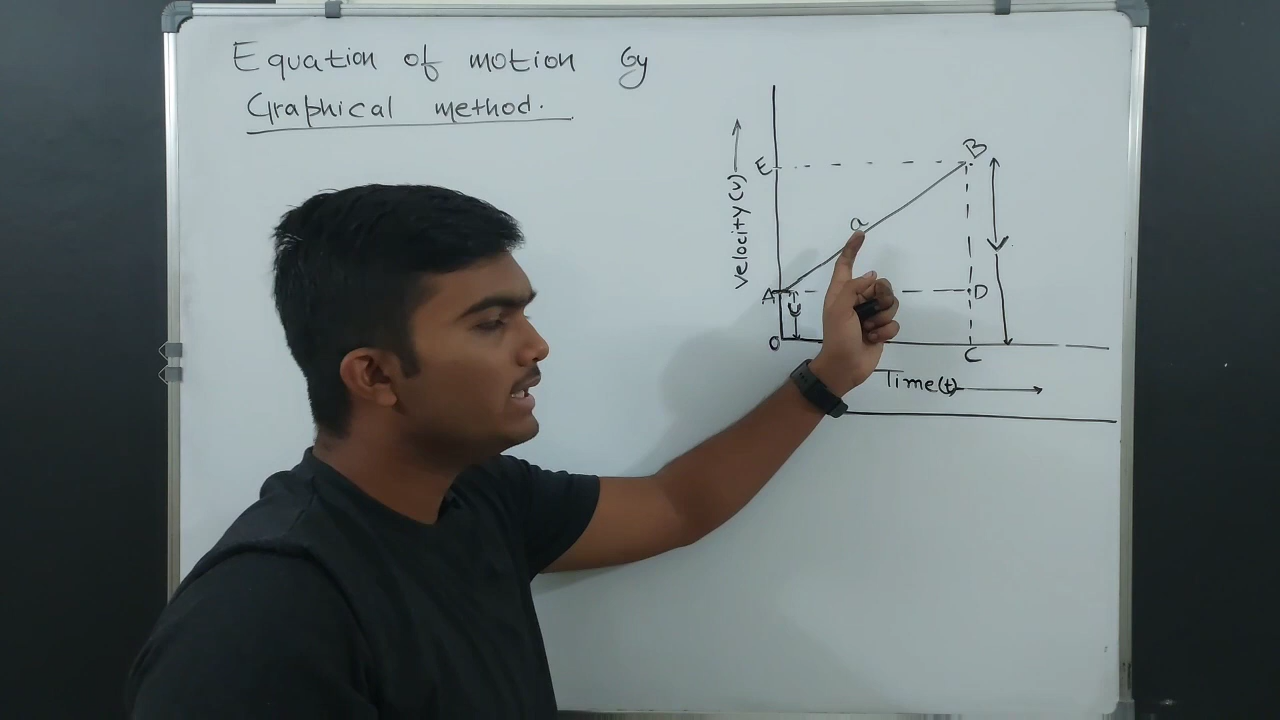 Equation of motion by
Graphical method.
B
E
velocity (v)
a
A
u
D
O
C
Time(t)